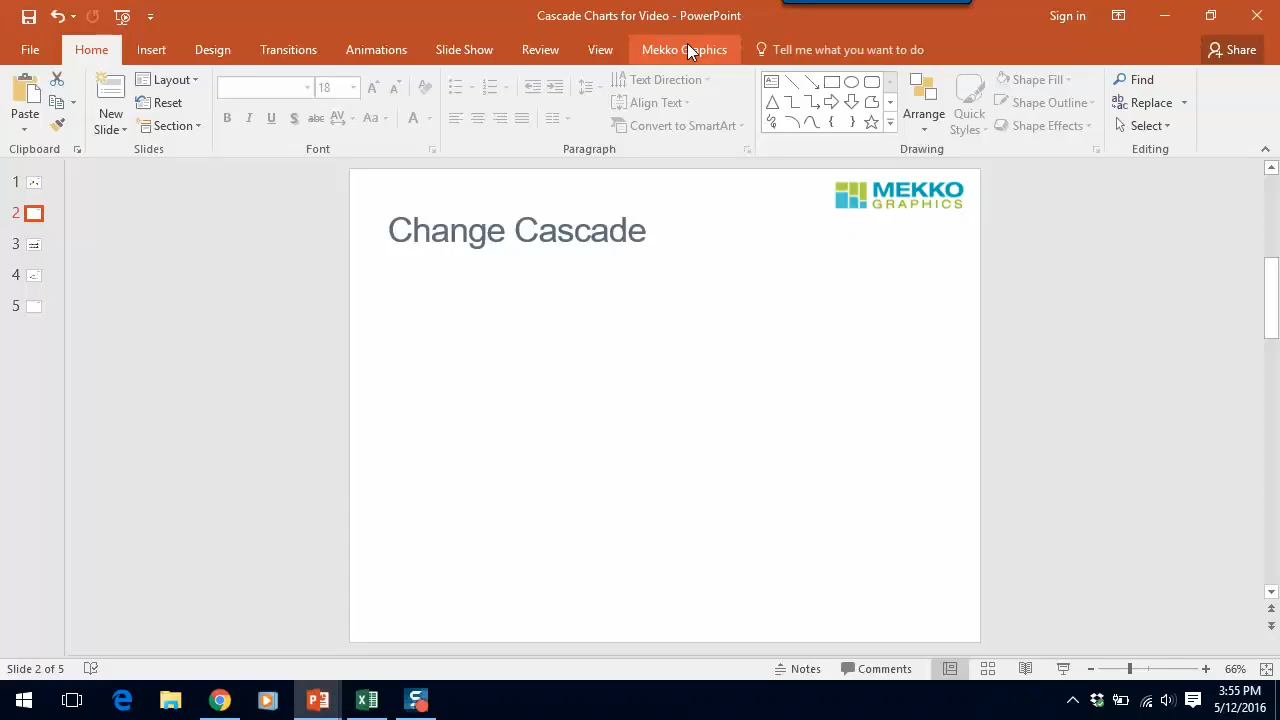 Cascade Charts for Video - PowerPoint
Sign in
File
Home
Insert
Design
Transitions
Animations
Slide Show
Review
View
Mekko Graphics
Tell me what you want to do
Share
Paste
New
Slide
Layout
Reset
Section
18
B I U S abc AV Aa A
Text Direction
Align Text
Convert to SmartArt
Arrange
Quick
Styles
Shape Fill
Shape Outline
Shape Effects
Find
Replace
Select
Clipboard
Slides
Font
Paragraph
Drawing
Editing
1
2
3
4
5
MEKKO
GRAPHICS
Change Cascade
Slide 2 of 5
Notes
Comments
66%
3:55 PM
5/12/2016